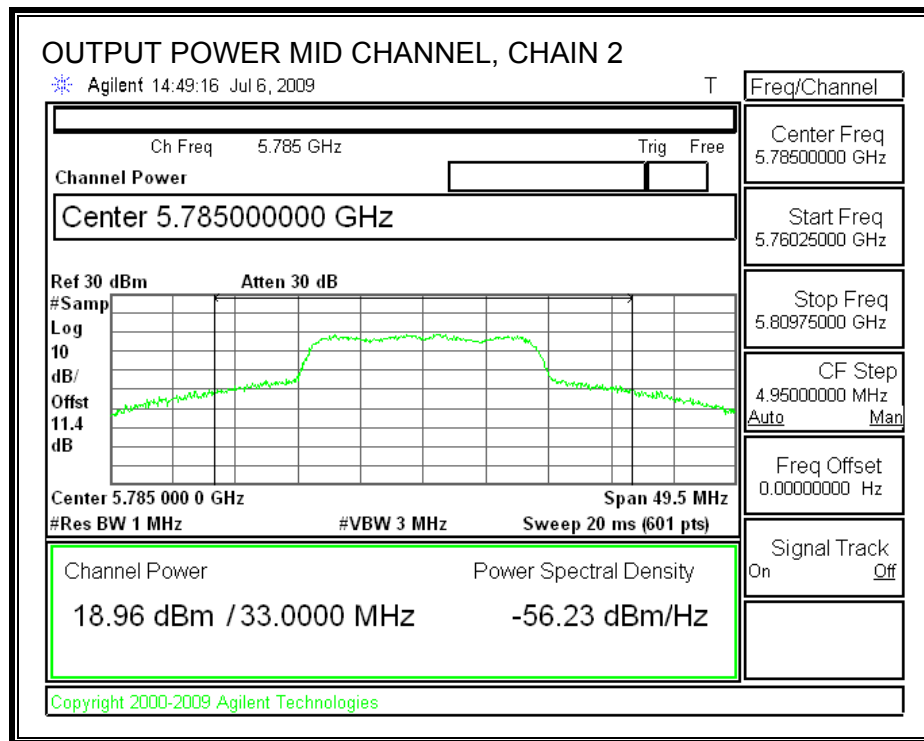 OUTPUT POWER MID CHANNEL, CHAIN 2
Agilent 14:49:16 Jul 6, 2009 T
Freq/Channel
Ch Freq 5.785 GHz Trig Free
Channel Power
Center 5.785000000 GHz
Center Freq
5.78500000 GHz
Start Freq
5.76025000 GHz
Stop Freq
5.80975000 GHz
CF Step
4.95000000 MHz
Auto Man
Freq Offset
0.00000000 Hz
Signal Track
On Off
Ref 30 dBm Atten 30 dB
#Samp
Log
10
dB/
Offst
11.4
dB
Center 5.785 000 0 GHz Span 49.5 MHz
#Res BW 1 MHz #VBW 3 MHz Sweep 20 ms (601 pts)
Channel Power Power Spectral Density
18.96 dBm / 33.0000 MHz -56.23 dBm/Hz
Copyright 2000-2009 Agilent Technologies